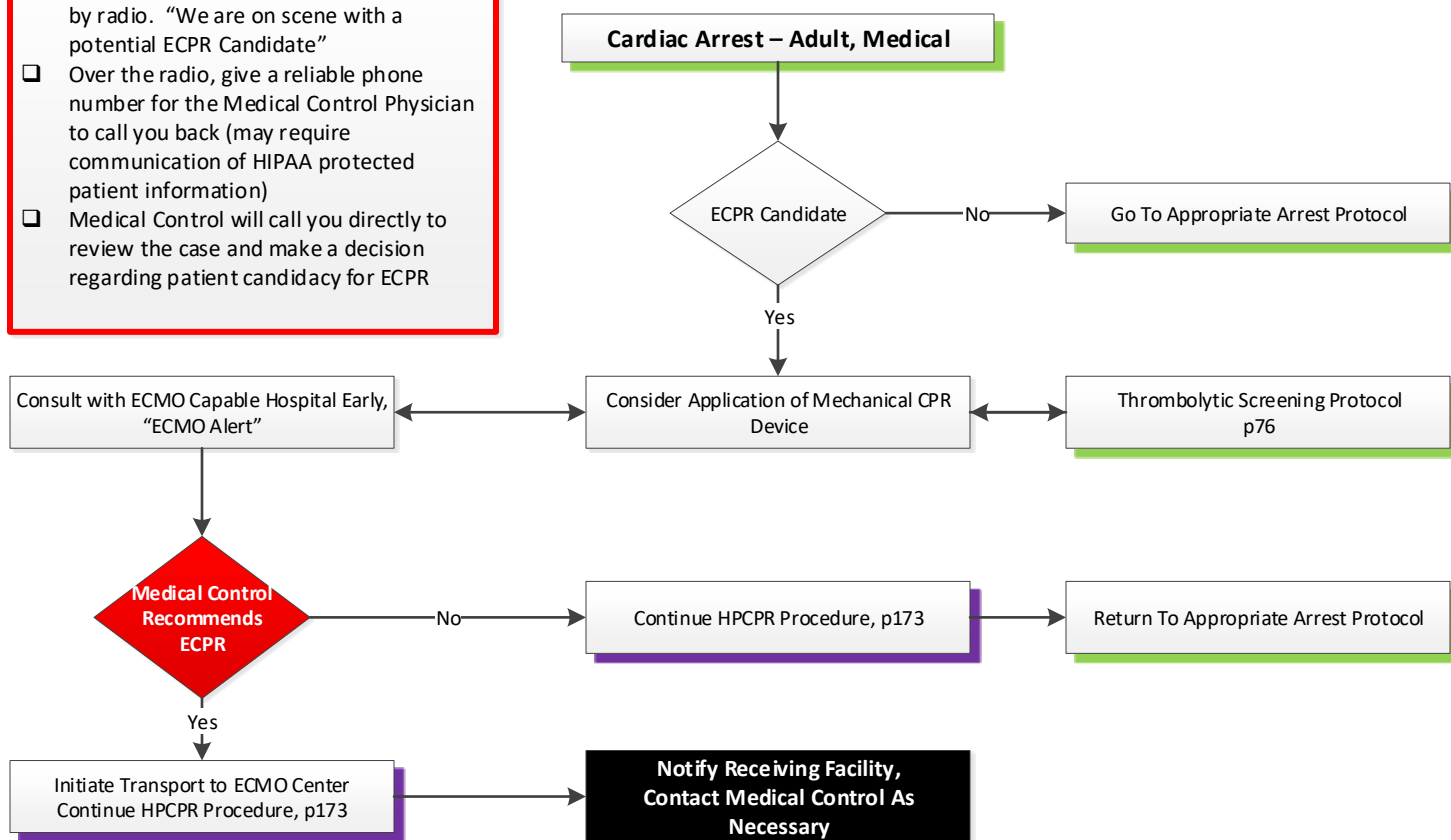 by radio. “We are on scene with a
potential ECPR Candidate”
❑ Over the radio, give a reliable phone
number for the Medical Control Physician
to call you back (may require
communication of HIPAA protected
patient information)
❑ Medical Control will call you directly to
review the case and make a decision
regarding patient candidacy for ECPR
Cardiac Arrest – Adult, Medical
ECPR Candidate
No
Go To Appropriate Arrest Protocol
Yes
Consult with ECMO Capable Hospital Early,
“ECMO Alert”
Consider Application of Mechanical CPR
Device
Thrombolytic Screening Protocol
p76
Medical Control
Recommends
ECPR
No
Continue HPCPR Procedure, p173
Return To Appropriate Arrest Protocol
Yes
Initiate Transport to ECMO Center
Continue HPCPR Procedure, p173
Notify Receiving Facility,
Contact Medical Control As
Necessary